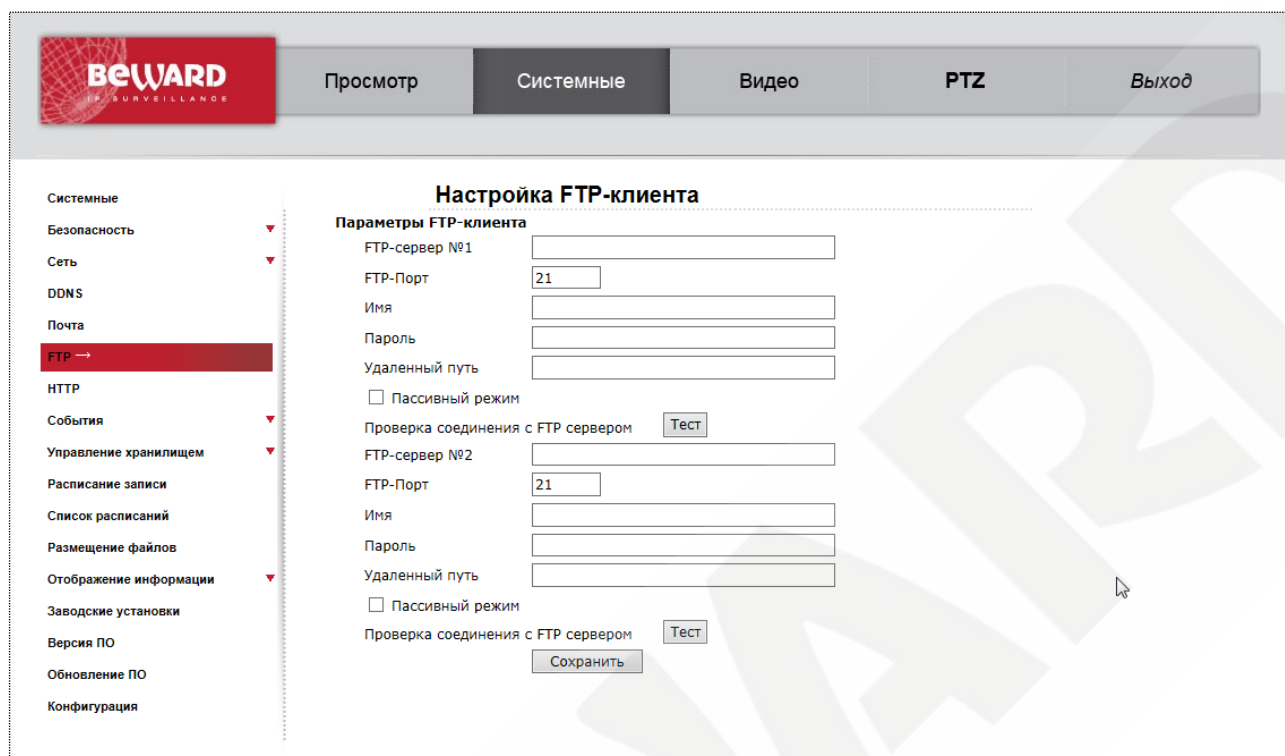 BEWARD
IP SURVEILLANCE
Просмотр
Системные
Видео
PTZ
Выход
Системные
Безопасность
Сеть
DDNS
Почта
FTP →
HTTP
События
Управление хранилищем
Расписание записи
Список расписаний
Размещение файлов
Отображение информации
Заводские установки
Версия ПО
Обновление ПО
Конфигурация
Настройка FTP-клиента
Параметры FTP-клиента
FTP-сервер №1
FTP-Порт 21
Имя
Пароль
Удаленный путь
Пассивный режим
Проверка соединения с FTP сервером Тест
FTP-сервер №2
FTP-Порт 21
Имя
Пароль
Удаленный путь
Пассивный режим
Проверка соединения с FTP сервером Тест
Сохранить